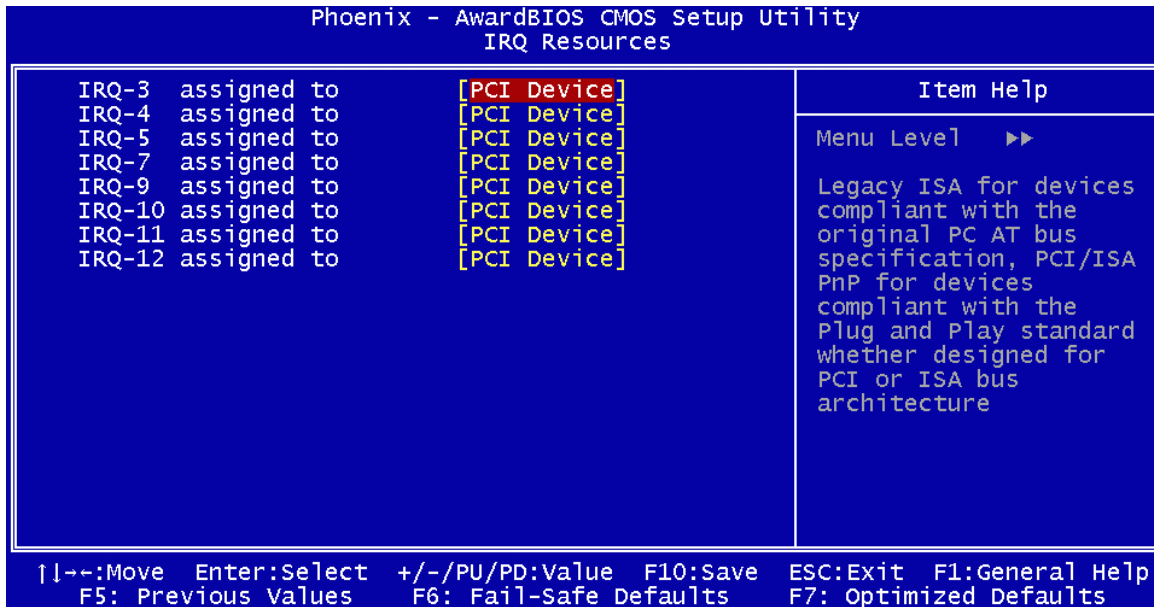 Phoenix - AwardBIOS CMOS Setup Utility
IRQ Resources
IRQ-3 assigned to [PCI Device]
IRQ-4 assigned to [PCI Device]
IRQ-5 assigned to [PCI Device]
IRQ-7 assigned to [PCI Device]
IRQ-9 assigned to [PCI Device]
IRQ-10 assigned to [PCI Device]
IRQ-11 assigned to [PCI Device]
IRQ-12 assigned to [PCI Device]
Item Help
Menu Level ►►
Legacy ISA for devices
compliant with the
original PC AT bus
specification, PCI/ISA
PnP for devices
compliant with the
Plug and Play standard
whether designed for
PCI or ISA bus
architecture
↑↓→←:Move Enter:Select +/-/PU/PD:Value F10:Save ESC:Exit F1:General Help
F5: Previous Values F6: Fail-Safe Defaults F7: Optimized Defaults